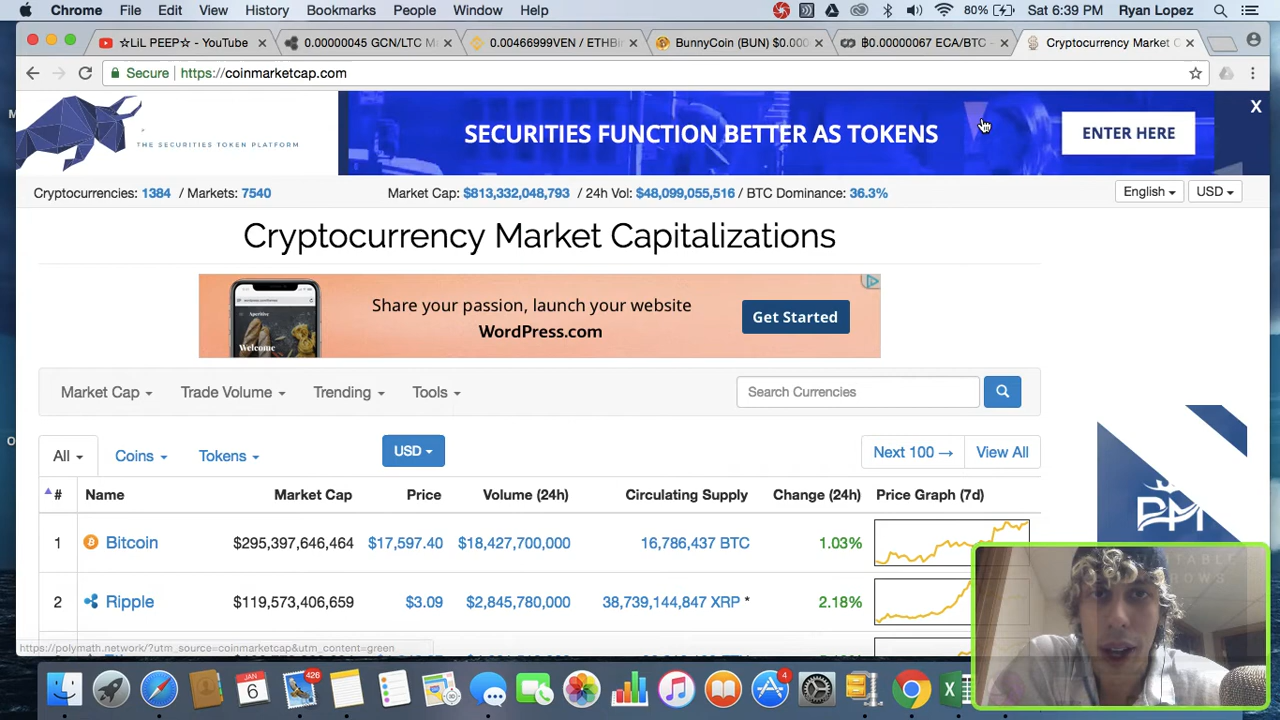 Chrome File Edit View History Bookmarks People Window Help 80% Sat 6:39 PM Ryan Lopez
☆LiL PEEP☆ - YouTube 0.00000045 GCN/LTC M 0.00466999VEN / ETHBi BunnyCoin (BUN) $0.000 ฿0.00000067 ECA/BTC - Cryptocurrency Market C
Secure https://coinmarketcap.com
THE SECURITIES TOKEN PLATFORM SECURITIES FUNCTION BETTER AS TOKENS ENTER HERE X
Cryptocurrencies: 1384 / Markets: 7540 Market Cap: $813,332,048,793 / 24h Vol: $48,099,055,516 / BTC Dominance: 36.3% English USD
Cryptocurrency Market Capitalizations
Share your passion, launch your website
WordPress.com
Get Started
Welcome
Market Cap Trade Volume Trending Tools Search Currencies
All Coins Tokens USD Next 100 → View All
# Name Market Cap Price Volume (24h) Circulating Supply Change (24h) Price Graph (7d)
1 Bitcoin $295,397,646,464 $17,597.40 $18,427,700,000 16,786,437 BTC 1.03%
2 Ripple $119,573,406,659 $3.09 $2,845,780,000 38,739,144,847 XRP * 2.18%
https://polymath.network/?utm_source=coinmarketcap&utm_content=green
JAN
6
426
4